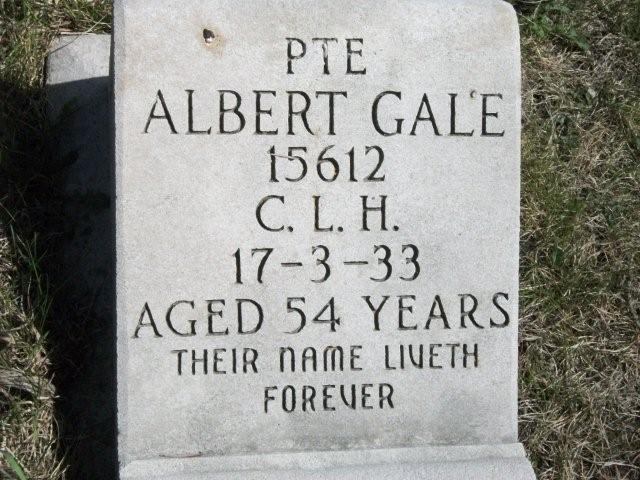 PTE
ALBERT GALE
15612
C. L. H.
17-3-33
AGED 54 YEARS
THEIR NAME LIVETH
FOREVER